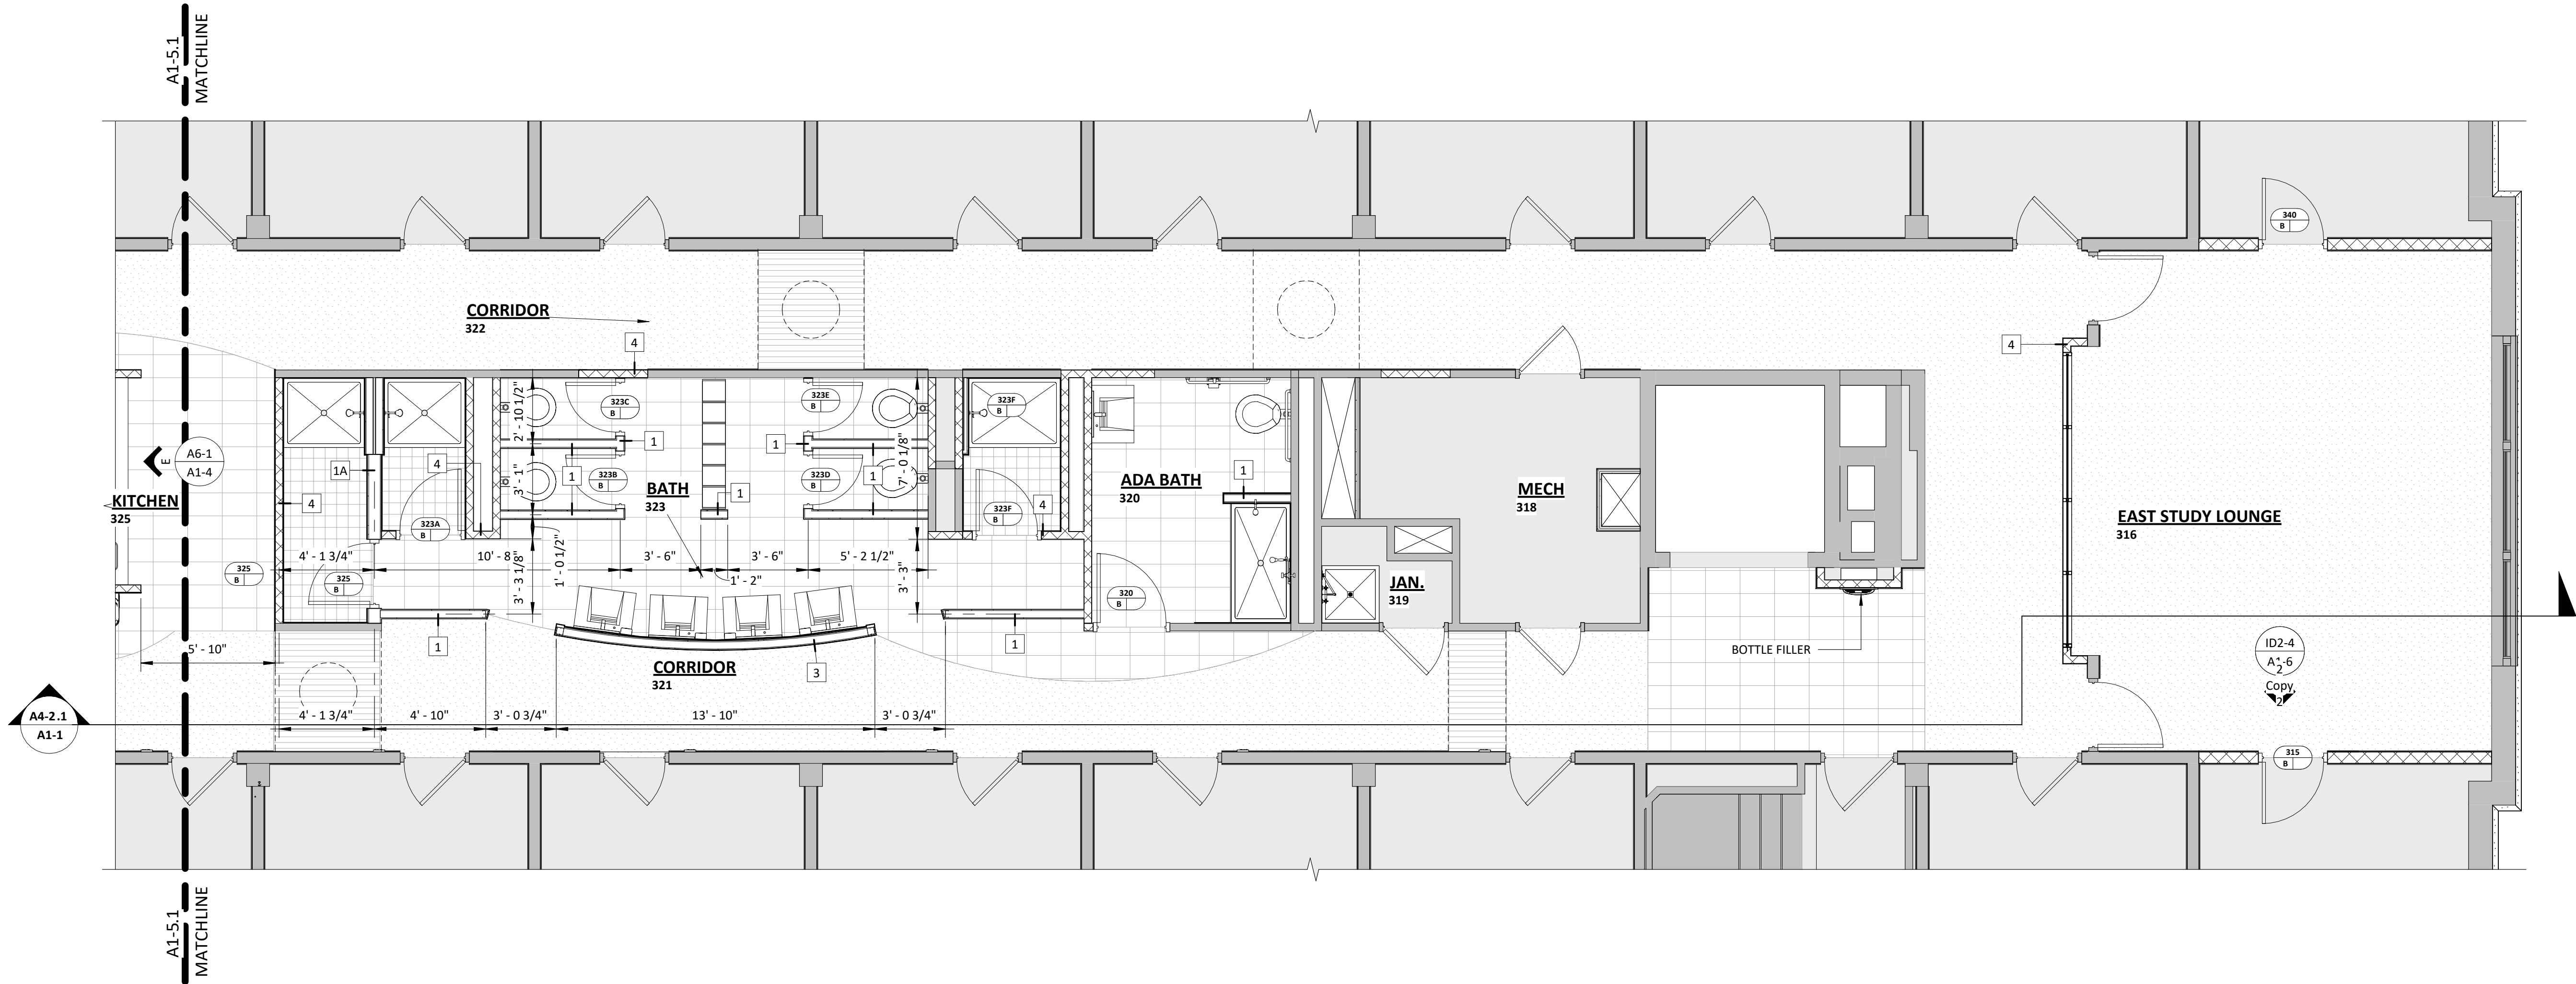 A1-5.1
MATCHLINE
340
B
CORRIDOR
322
4
4
2' - 10 1/2"
323C
B
323E
B
323F
B
1
1
7' - 0 1/8"
A6-1
A1-4
E
1A
4
1
1
3' - 1"
323B
B
323D
B
BATH
323
1
ADA BATH
320
1
MECH
318
KITCHEN
325
4
323A
B
323F
B
4
EAST STUDY LOUNGE
316
4' - 1 3/4"
10' - 8"
3' - 3 1/8"
1' - 0 1/2"
3' - 6"
3' - 6"
5' - 2 1/2"
1' - 2"
3' - 3"
325
B
325
B
320
B
JAN.
319
5' - 10"
1
1
CORRIDOR
321
3
BOTTLE FILLER
ID2-4
A1-6
2
Copy
2
A4-2.1
A1-1
4' - 1 3/4"
4' - 10"
3' - 0 3/4"
13' - 10"
3' - 0 3/4"
315
B
A1-5.1
MATCHLINE